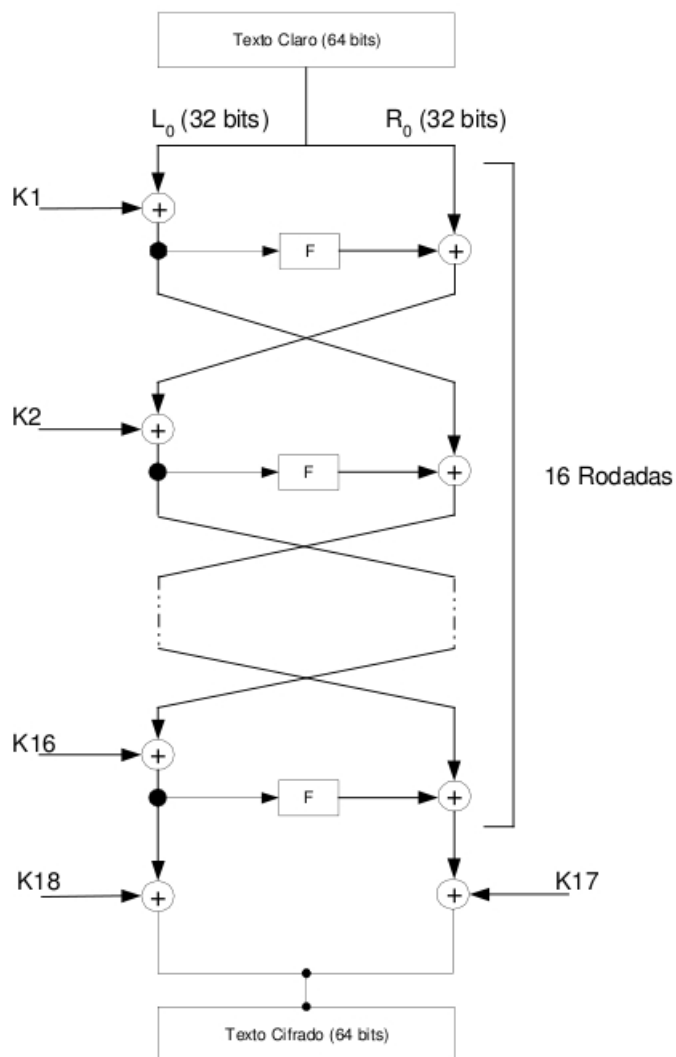 Texto Claro (64 bits)
L0 (32 bits) R0 (32 bits)
K1
+
F
+
K2
+
F
+
16 Rodadas
K16
+
F
+
K18
+
+
K17
Texto Cifrado (64 bits)